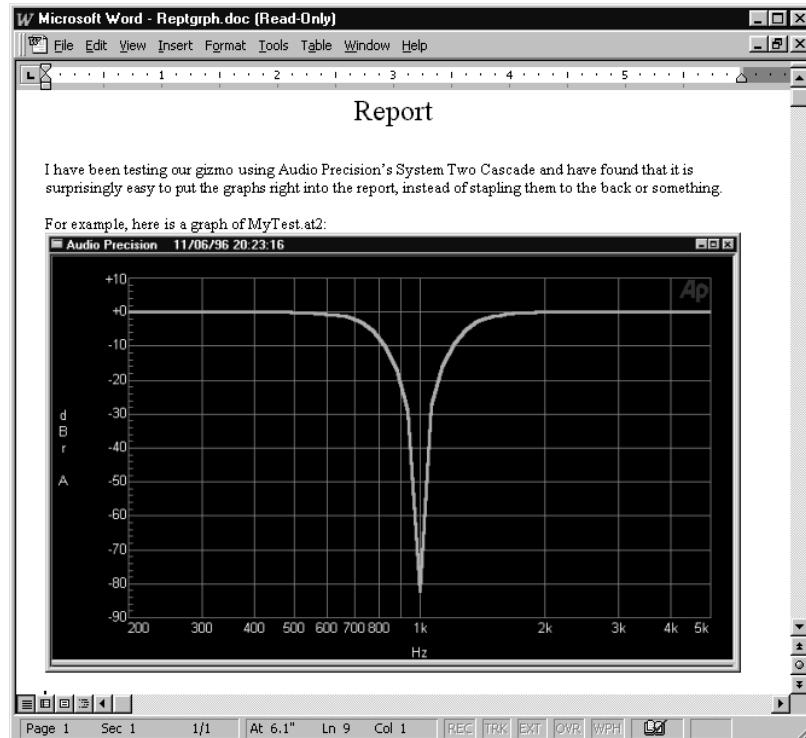 Microsoft Word - Reptgrph.doc (Read-Only)
File Edit View Insert Format Tools Table Window Help
1 2 3 4 5
Report
I have been testing our gizmo using Audio Precision's System Two Cascade and have found that it is
surprisingly easy to put the graphs right into the report, instead of stapling them to the back or something.
For example, here is a graph of MyTest.at2:
Audio Precision 11/06/96 20:23:16
Ap
+10
+0
-10
-20
-30
-40
-50
-60
-70
-80
-90
d
B
r
A
200 300 400 500 600 700 800 1k 2k 3k 4k 5k
Hz
Page 1 Sec 1 1/1 At 6.1" Ln 9 Col 1 REC TRK EXT OVR WPH